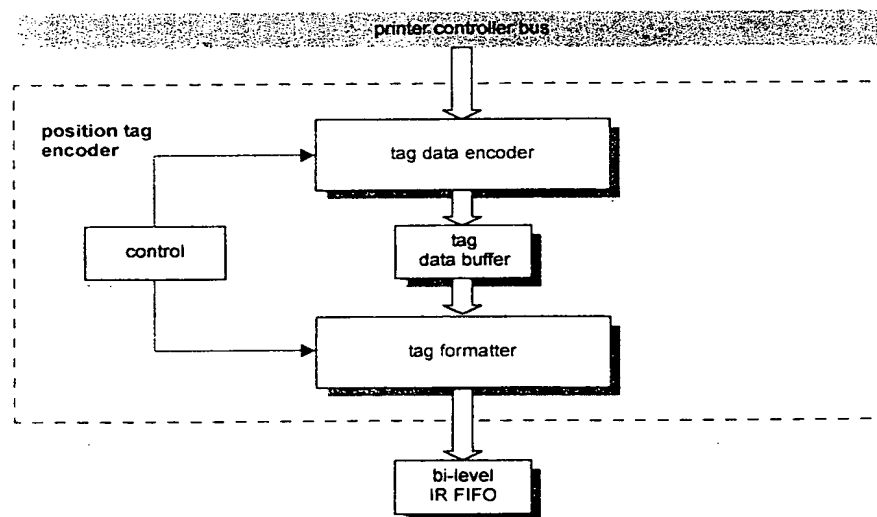 printer controller bus
position tag
encoder
tag data encoder
control
tag
data buffer
tag formatter
bi-level
IR FIFO